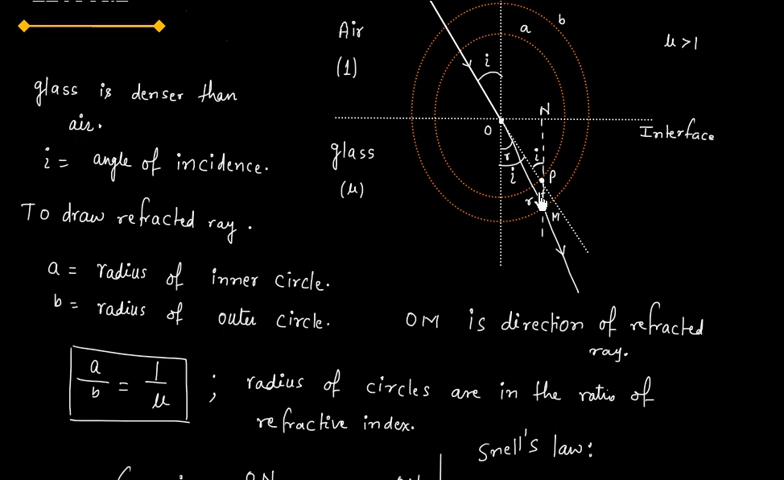 glass is denser than
air.
i = angle of incidence.
To draw refracted ray.
a = radius of inner circle.
b = radius of outer circle.
a/b = 1/μ ; radius of circles are in the ratio of
refractive index.
Air
(1)
glass
(μ)
a
b
μ > 1
i
O
N
Interface
r
i
i
P
r
M
OM is direction of refracted
ray.
Snell's law:
ON